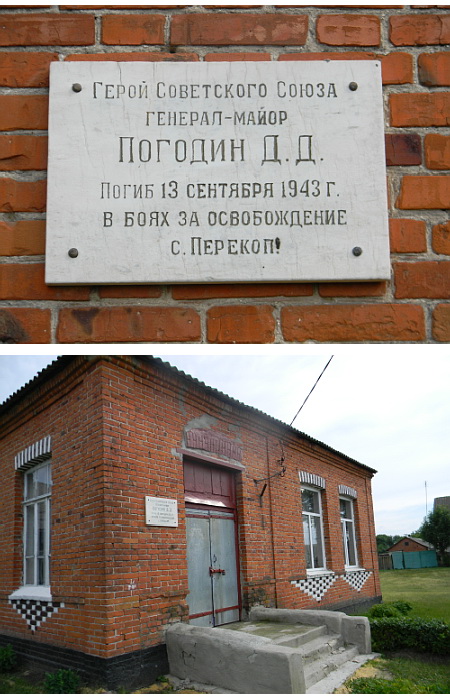 Герой Советского Союза
генерал-майор
Погодин Д.Д.
Погиб 13 сентября 1943 г.
в боях за освобождение
с. Перекоп!